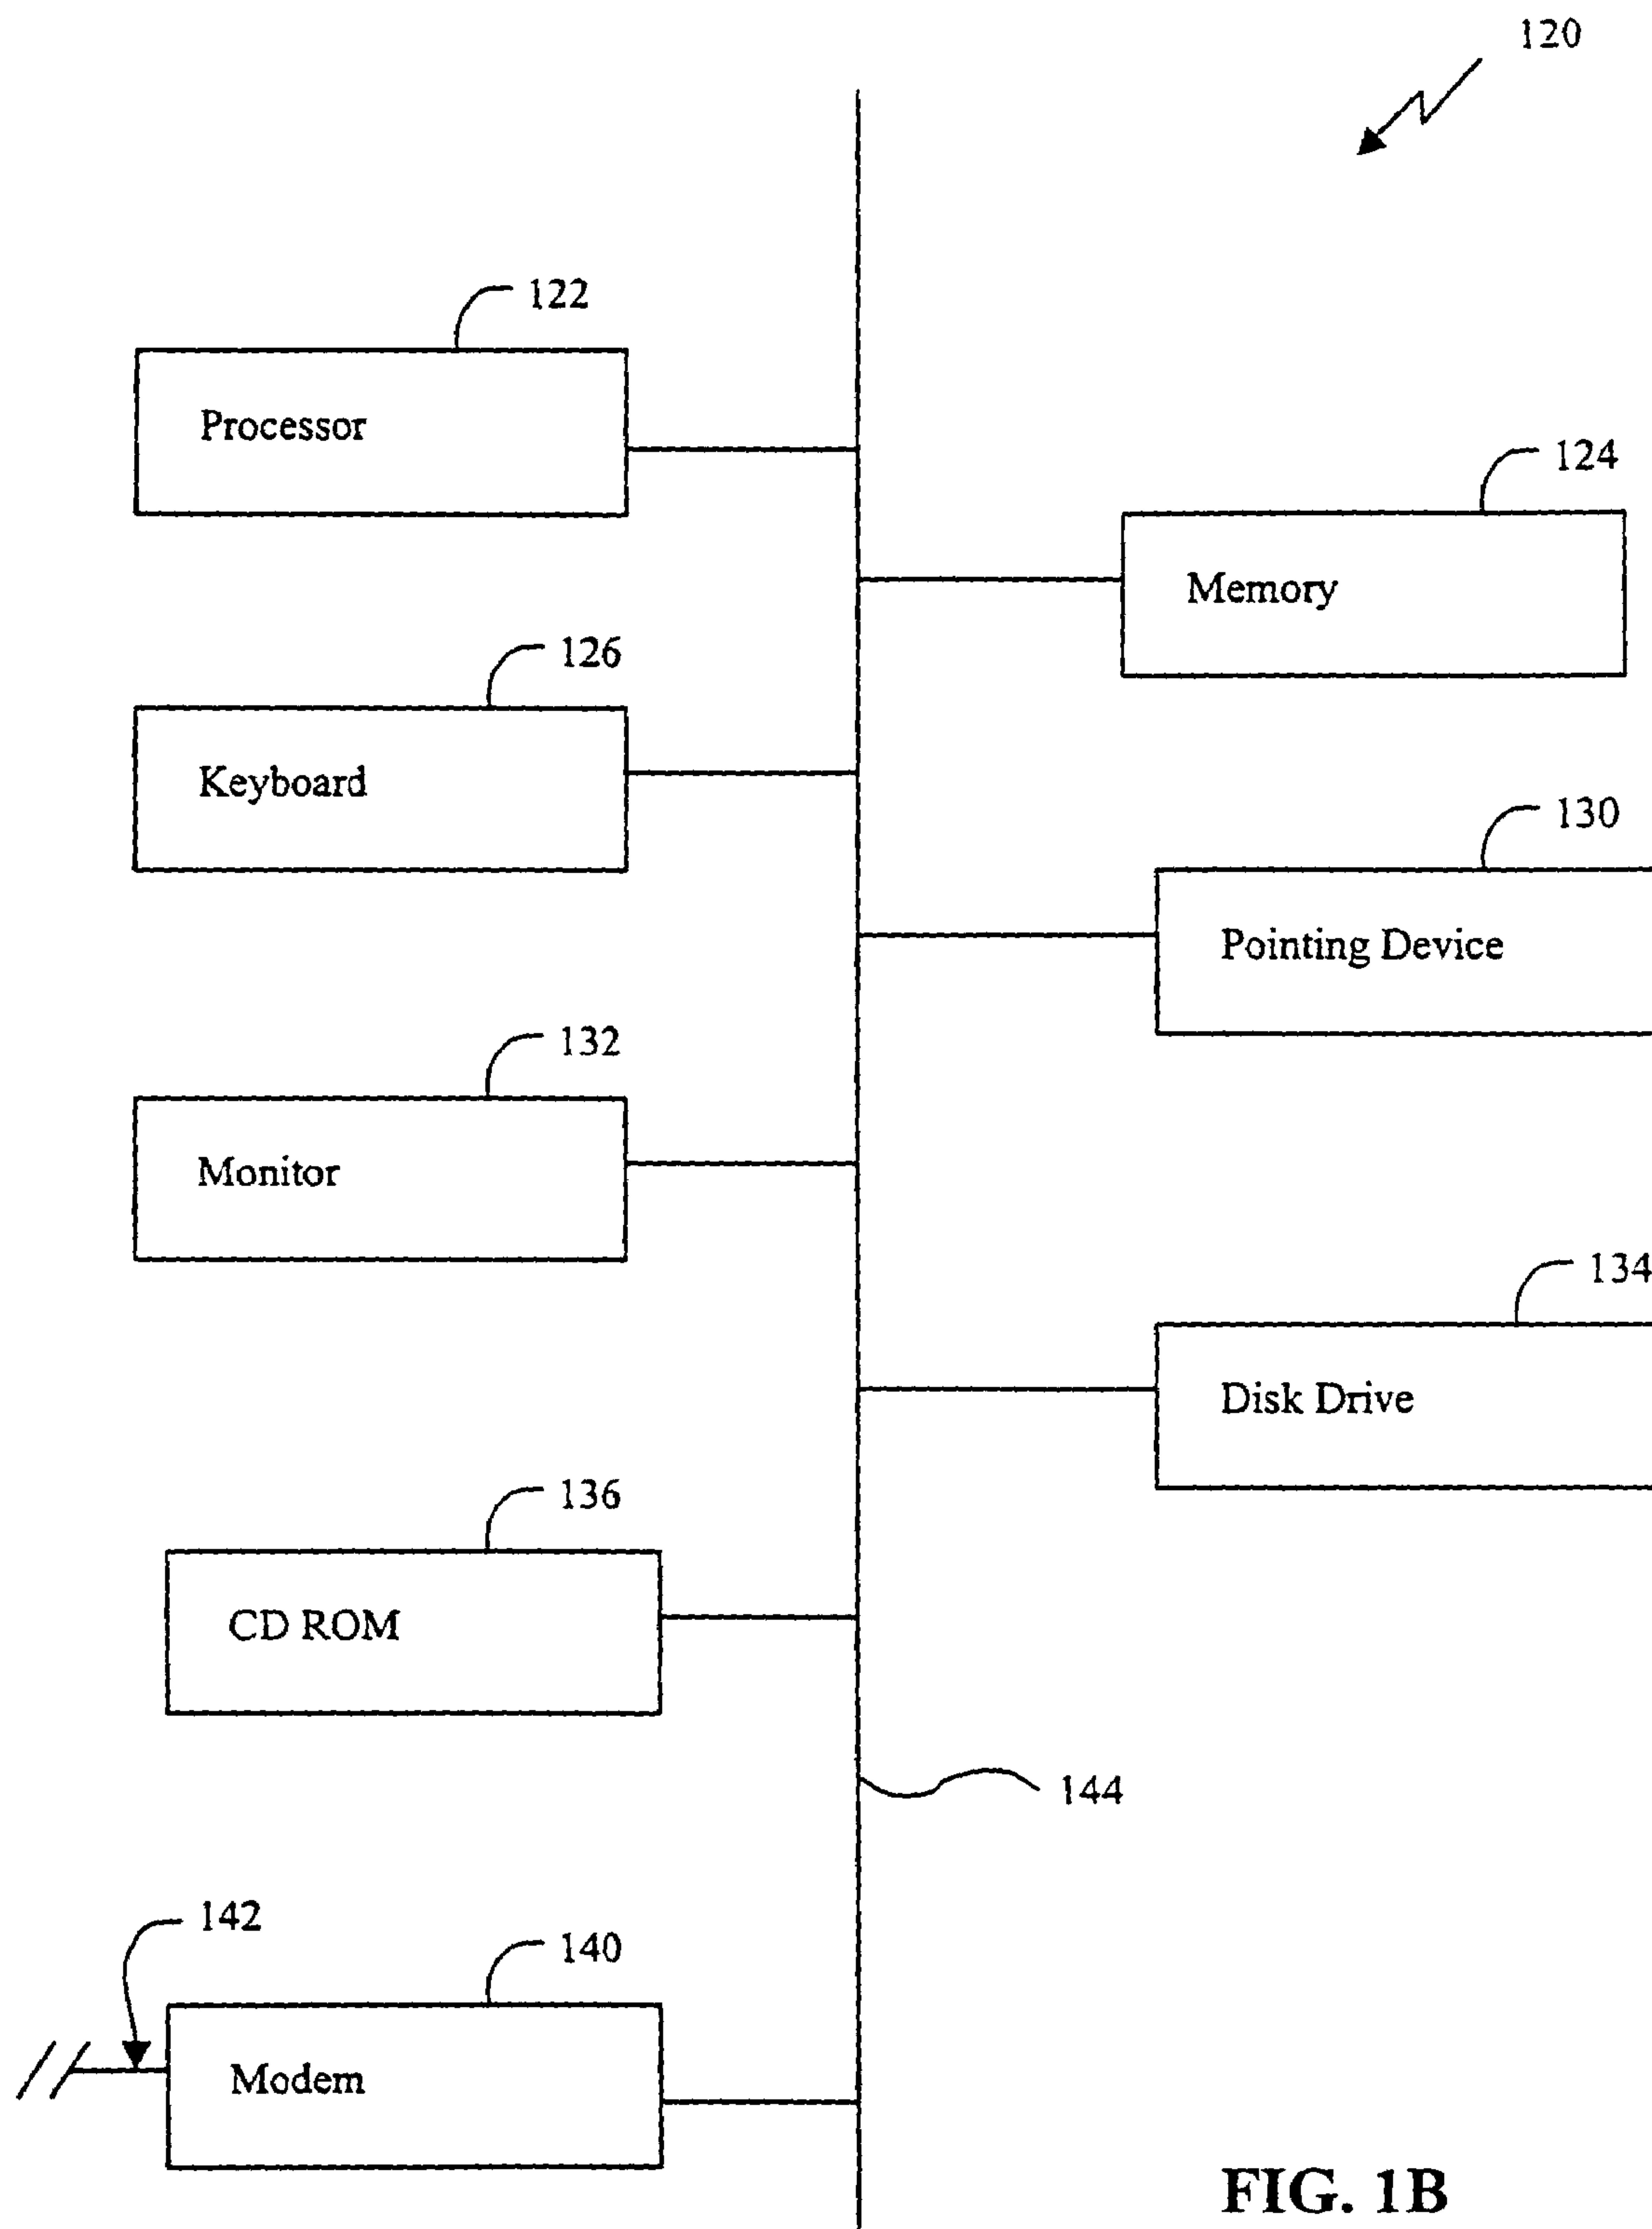 120
122
Processor
124
Memory
126
Keyboard
130
Pointing Device
132
Monitor
134
Disk Drive
136
CD ROM
144
142
140
Modem
FIG. 1B